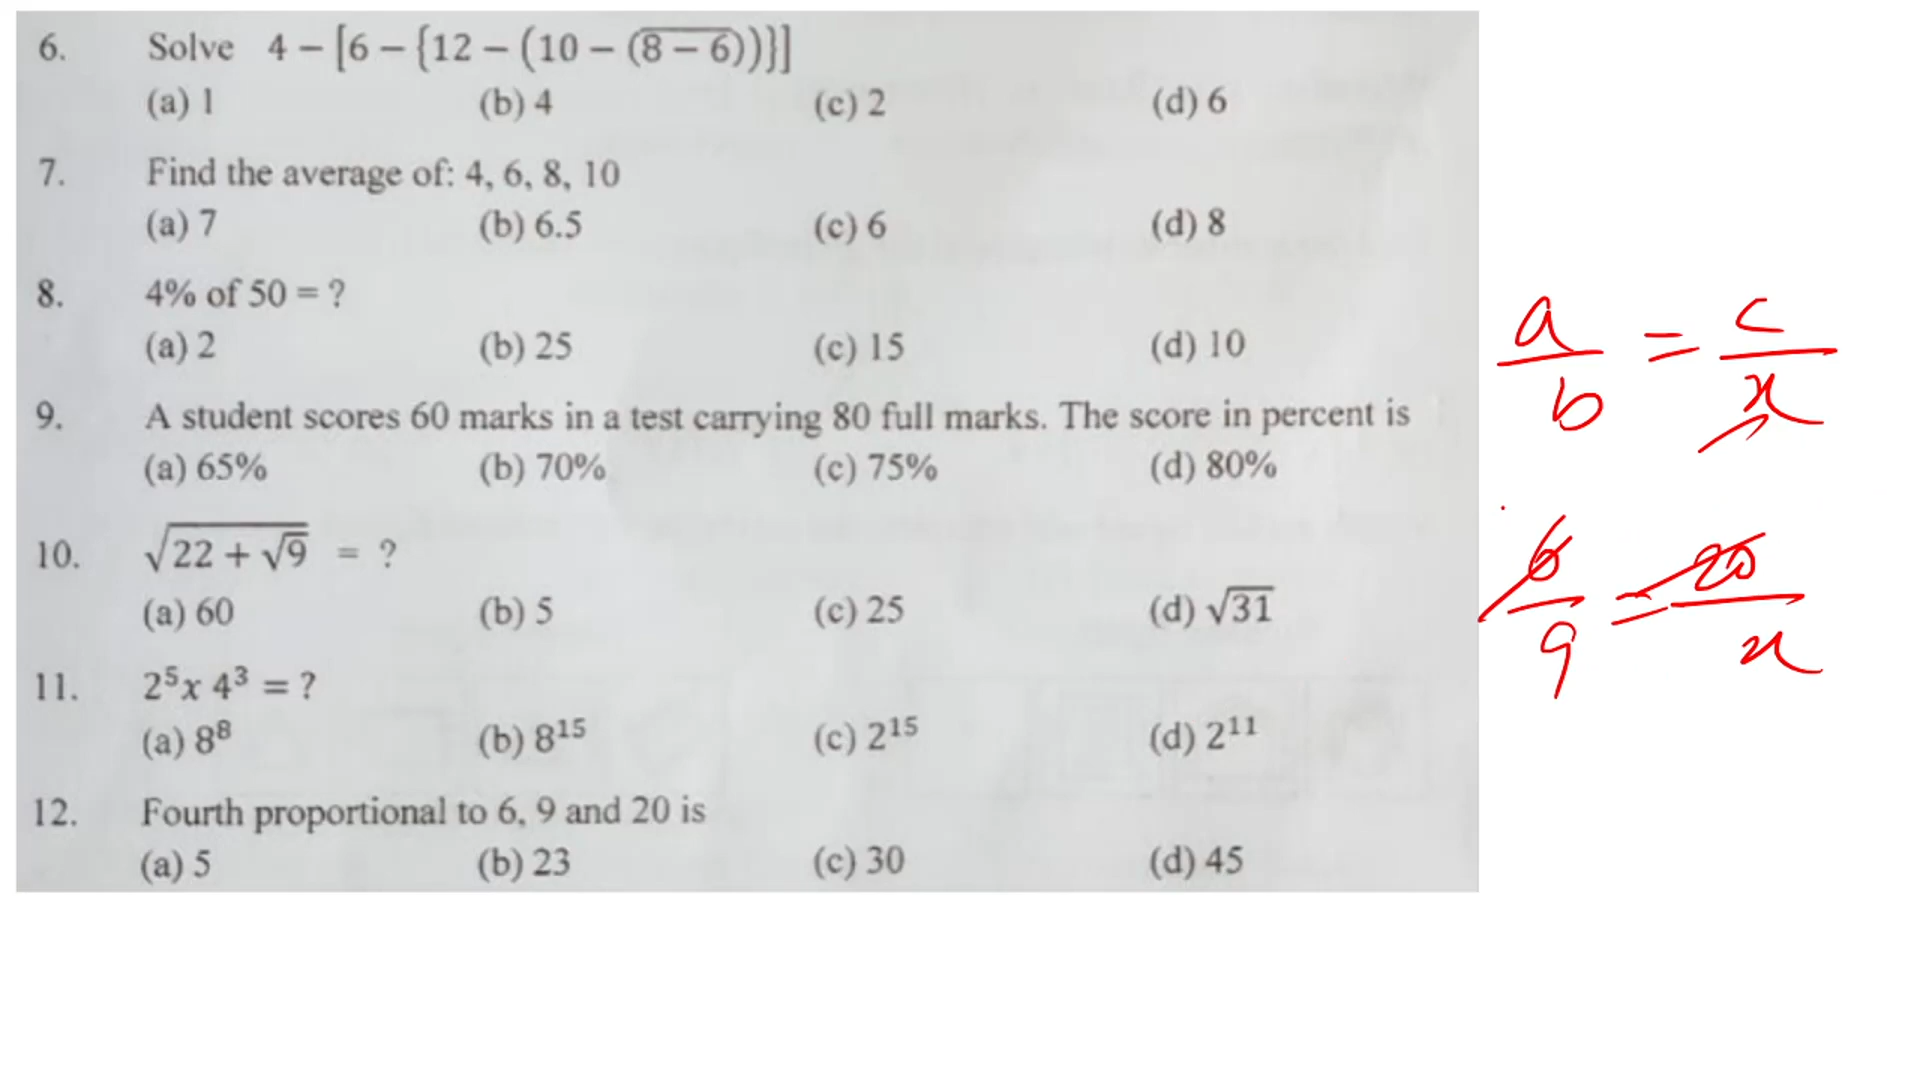 6. Solve 4 − [6 − {12 − (10 − (8 − 6))}]
(a) 1 (b) 4 (c) 2 (d) 6
7. Find the average of: 4, 6, 8, 10
(a) 7 (b) 6.5 (c) 6 (d) 8
8. 4% of 50 = ?
(a) 2 (b) 25 (c) 15 (d) 10
9. A student scores 60 marks in a test carrying 80 full marks. The score in percent is
(a) 65% (b) 70% (c) 75% (d) 80%
10. √(22 + √9) = ?
(a) 60 (b) 5 (c) 25 (d) √31
11. 2⁵x 4³ = ?
(a) 8⁸ (b) 8¹⁵ (c) 2¹⁵ (d) 2¹¹
12. Fourth proportional to 6, 9 and 20 is
(a) 5 (b) 23 (c) 30 (d) 45
a/b = c/x
6/9 = 20/x